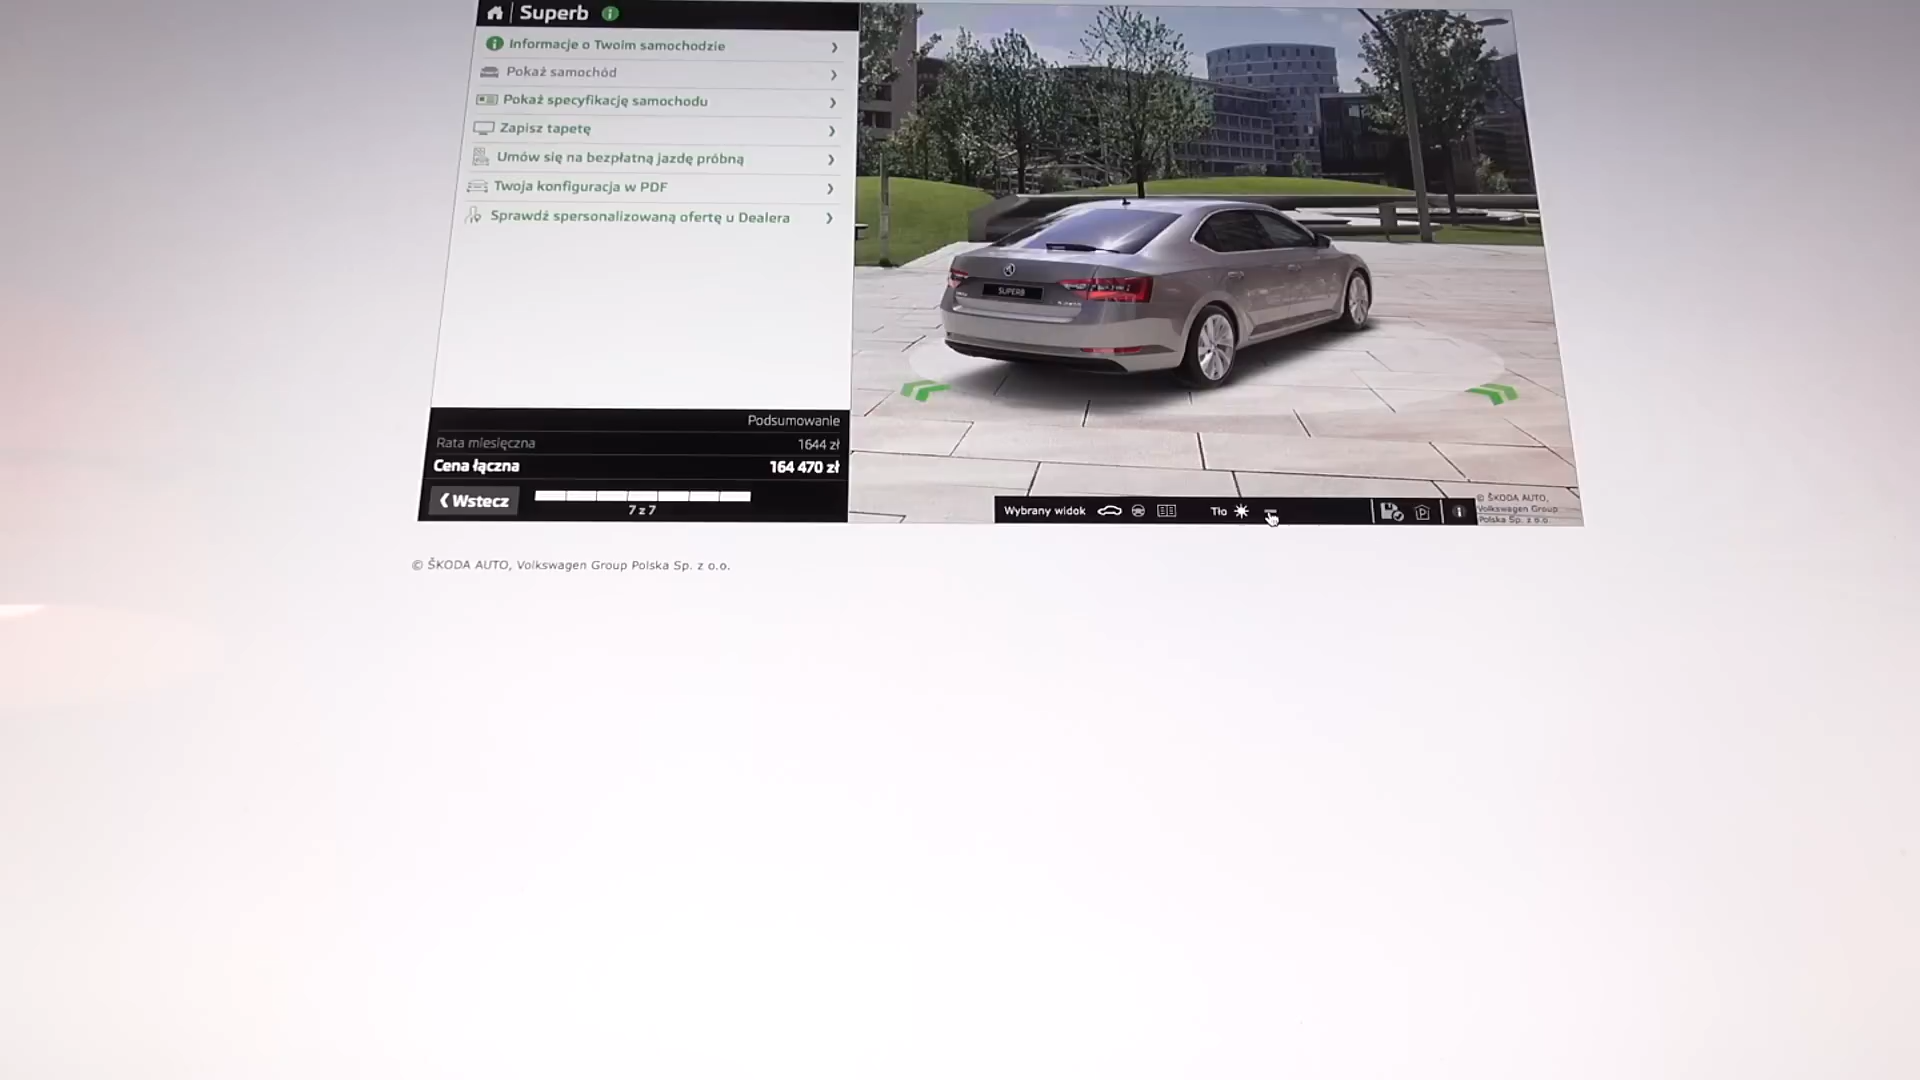 Superb
Informacje o Twoim samochodzie
Pokaż samochód
Pokaż specyfikację samochodu
Zapisz tapetę
Umów się na bezpłatną jazdę próbną
Twoja konfiguracja w PDF
Sprawdź spersonalizowaną ofertę u Dealera
SUPERB
Podsumowanie
Rata miesięczna 1644 zł
Cena łączna 164 470 zł
Wstecz
7 z 7
Wybrany widok
Tło
© ŠKODA AUTO,
Volkswagen Group
Polska Sp. z o.o.
© ŠKODA AUTO, Volkswagen Group Polska Sp. z o.o.